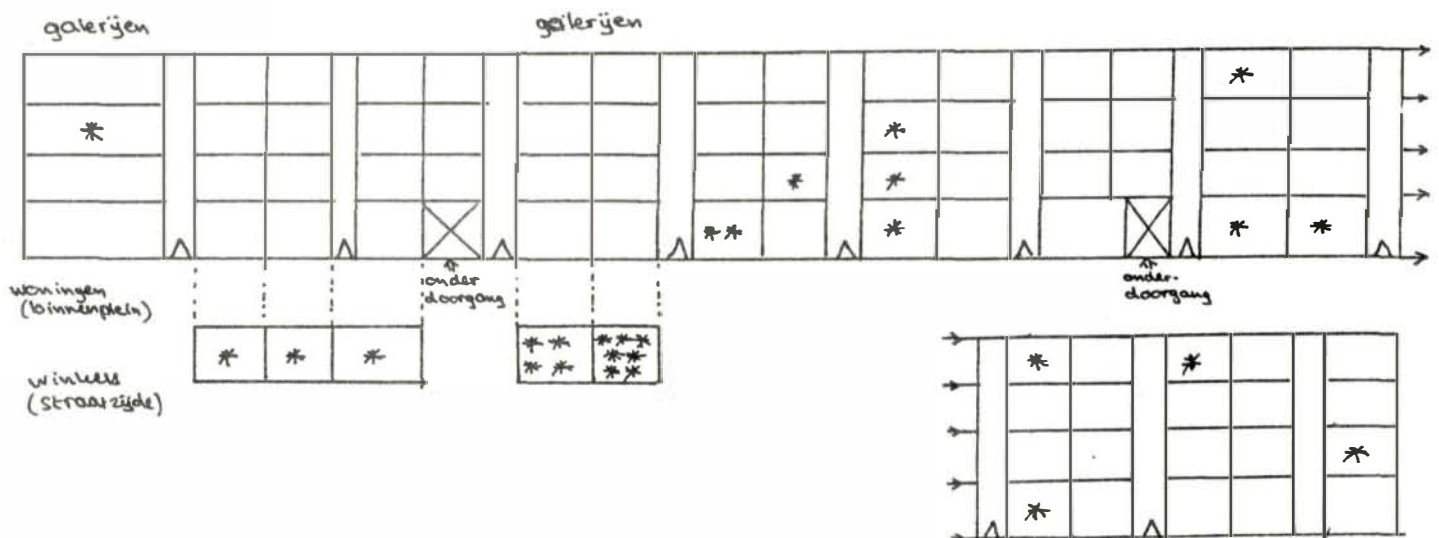 galerijen
galerijen
woningen
(binnenplein)
onder
doorgang
onder-
doorgang
winkels
(straatzijde)